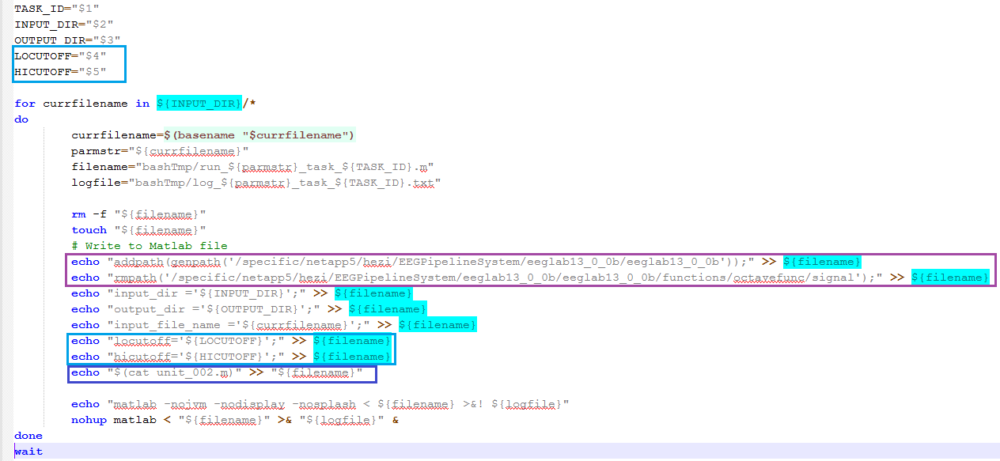 TASK_ID="$1"
INPUT_DIR="$2"
OUTPUT_DIR="$3"
LOCUTOFF="$4"
HICUTOFF="$5"
for currfilename in ${INPUT_DIR}/*
do
currfilename=$(basename "$currfilename")
parmstr="${currfilename}"
filename="bashTmp/run_${parmstr}_task_${TASK_ID}.m"
logfile="bashTmp/log_${parmstr}_task_${TASK_ID}.txt"
rm -f "${filename}"
touch "${filename}"
# Write to Matlab file
echo "addpath(genpath('/specific/netapp5/hezi/EEGPipelineSystem/eeglab13_0_0b/eeglab13_0_0b'));" >> ${filename}
echo "rmpath('/specific/netapp5/hezi/EEGPipelineSystem/eeglab13_0_0b/eeglab13_0_0b/functions/octavefunc/signal');" >> ${filename}
echo "input_dir ='${INPUT_DIR}';" >> ${filename}
echo "output_dir ='${OUTPUT_DIR}';" >> ${filename}
echo "input_file_name ='${currfilename}';" >> ${filename}
echo "locutoff='${LOCUTOFF}';" >> ${filename}
echo "hicutoff='${HICUTOFF}';" >> ${filename}
echo "$(cat unit_002.m)" >> "${filename}"
echo "matlab -nojvm -nodisplay -nosplash < ${filename} >&! ${logfile}"
nohup matlab < "${filename}" >& "${logfile}" &
done
wait